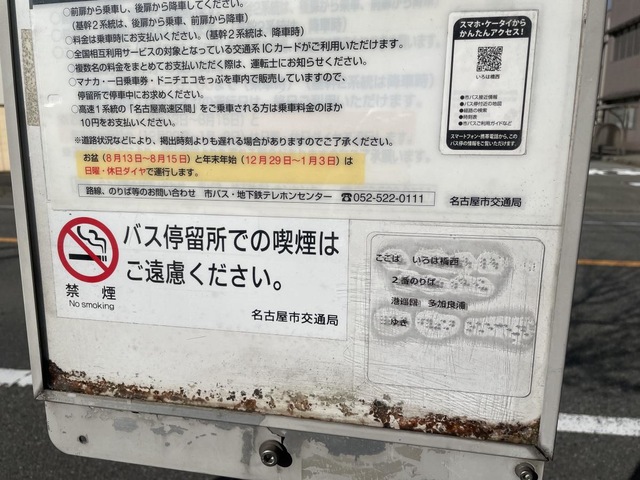 ○前扉から乗車し、後扉から降車してください。
(基幹2系統は、後扉から乗車、前扉から降車)
○料金は乗車時にお支払いください。(基幹2系統は、降車時)
○全国相互利用サービスの対象となっている交通系ICカードがご利用いただけます。
○複数名の料金をまとめてお支払いただく際は、運転士にお知らせください。
○マナカ・一日乗車券・ドニチエコきっぷを車内で販売していますので、
停留所で停車中にお求めください。
○高速1系統の「名古屋高速区間」をご乗車される方は乗車料金のほか
10円をお支払いください。
※道路状況などにより、掲出時刻よりも遅れる場合がありますのでご了承ください。
お盆(8月13日~8月15日)と年末年始(12月29日~1月3日)は
日曜・休日ダイヤで運行します。
路線、のりば等のお問い合わせ 市バス・地下鉄テレホンセンター ☎052-522-0111
名古屋市交通局
スマホ・ケータイから
かんたんアクセス!
いろは橋西
●市バス接近情報
●バス停付近の地図
●経路の検索
●時刻表
●市バスご利用ガイドなど
スマートフォン・携帯電話から、この
バス停の情報をご覧いただけます。
バス停留所での喫煙は
ご遠慮ください。
禁煙
No smoking
名古屋市交通局
ここは いろは橋西
2番のりば
港巡回 多加良浦
ゆき